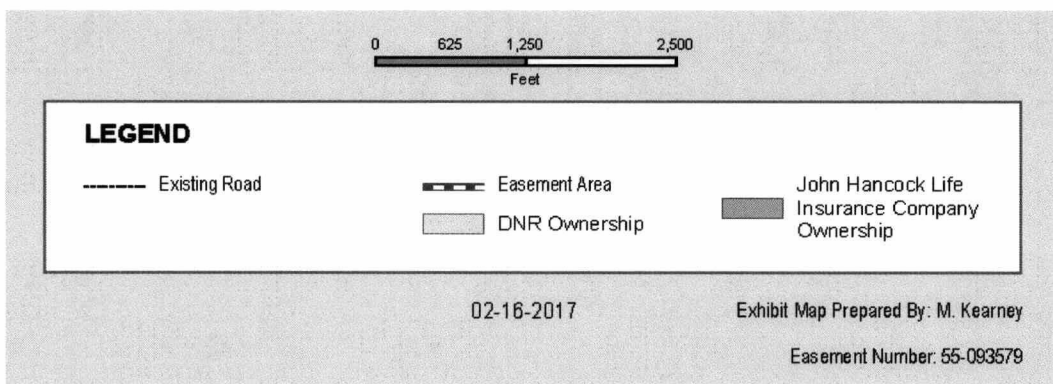 0 625 1,250 2,500
Feet
LEGEND
Existing Road
Easement Area
DNR Ownership
John Hancock Life
Insurance Company
Ownership
02-16-2017
Exhibit Map Prepared By: M. Kearney
Easement Number: 55-093579